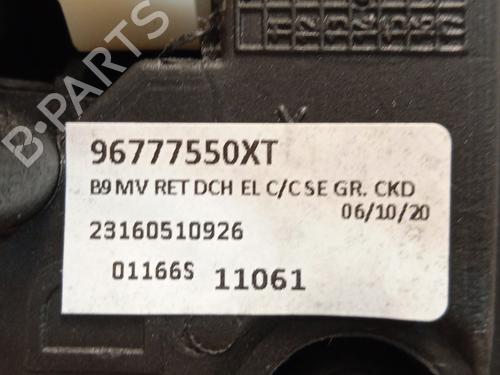 B-PARTS
96777550XT
B9 MV RET DCH EL C/C SE GR. CKD
06/10/20
23160510926
01166S 11061